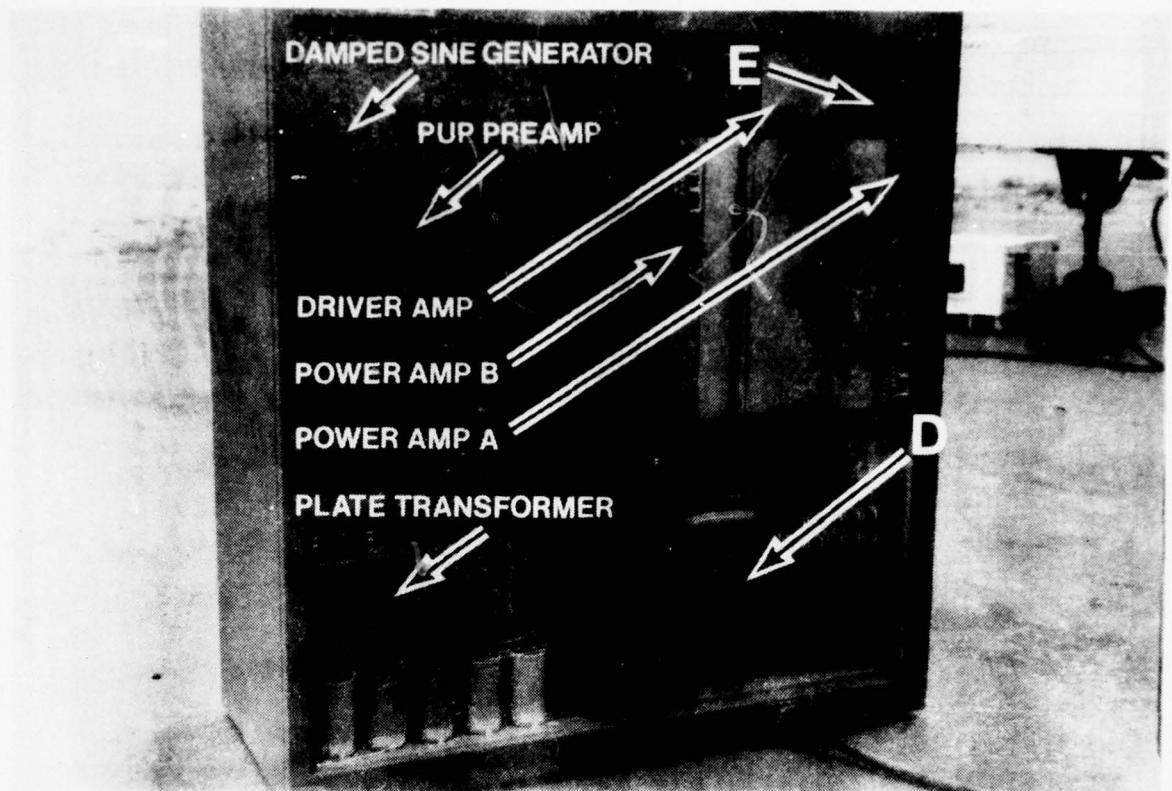 DAMPED SINE GENERATOR
E
PUP PREAMP
DRIVER AMP
POWER AMP B
POWER AMP A
D
PLATE TRANSFORMER